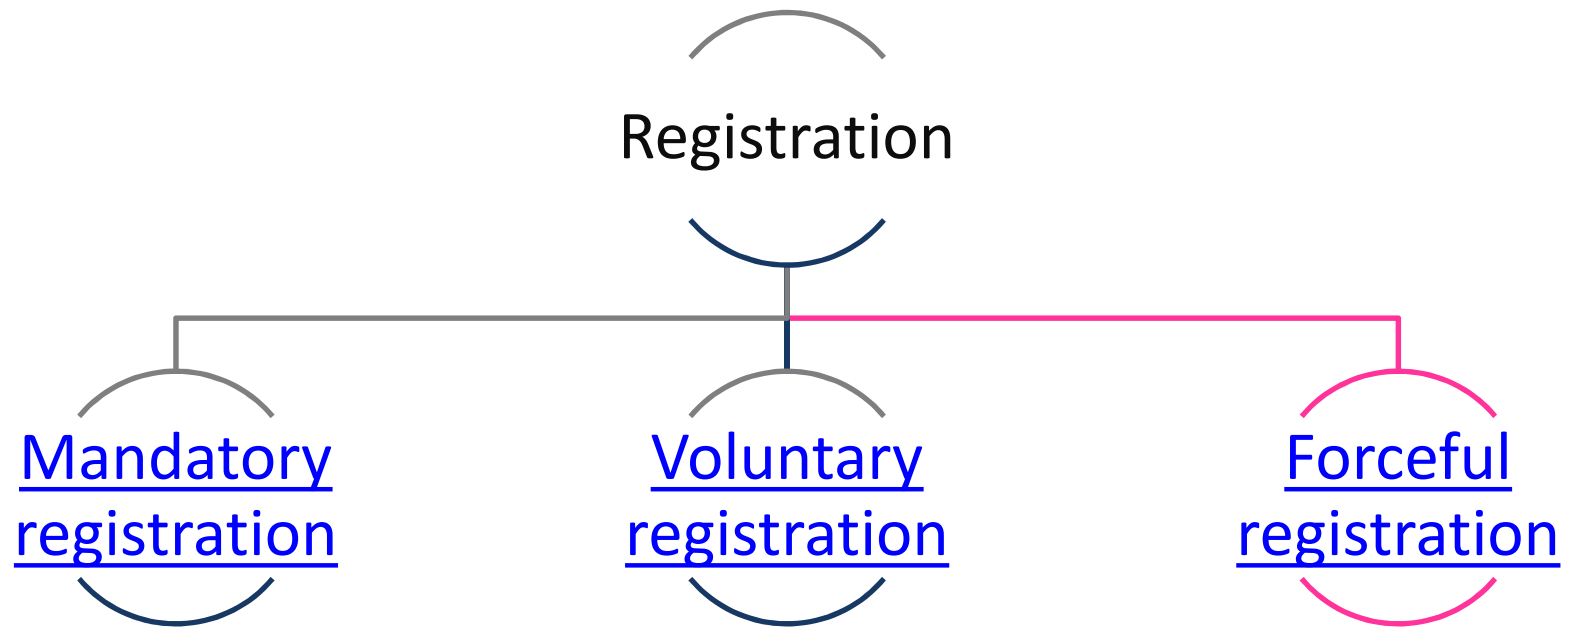 Registration
Mandatory
registration
Voluntary
registration
Forceful
registration